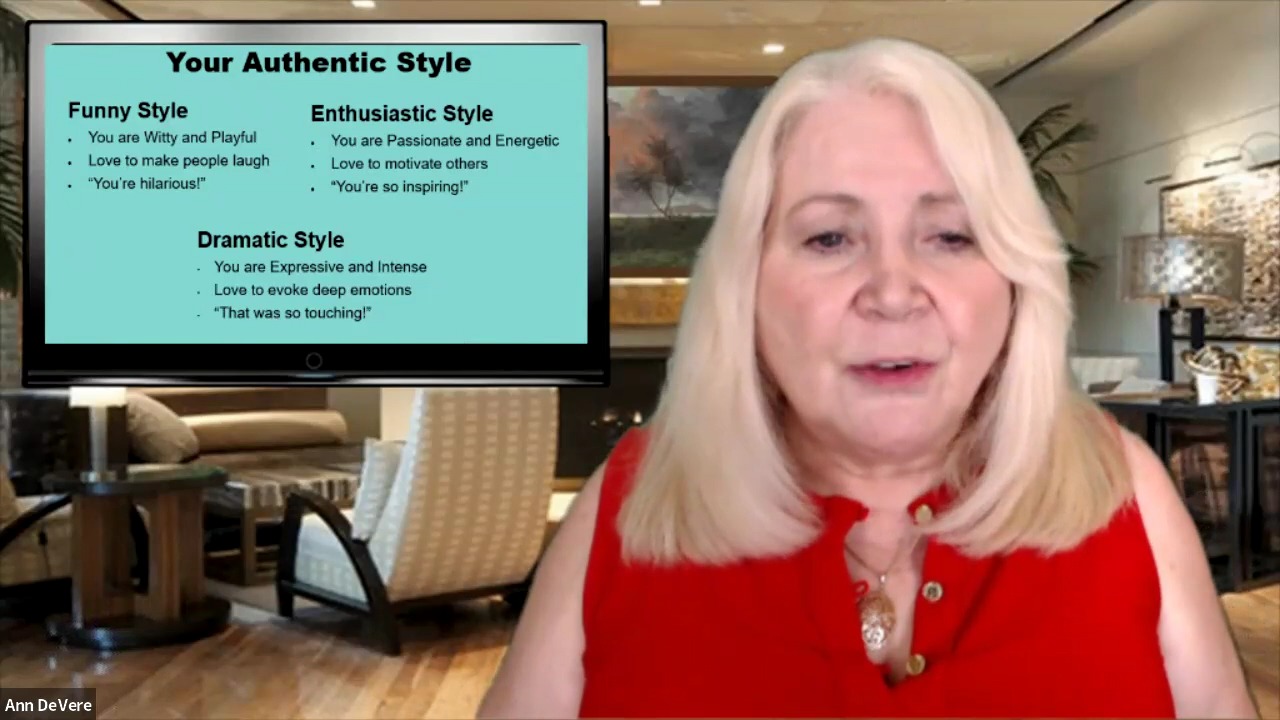 Your Authentic Style
Funny Style
• You are Witty and Playful
• Love to make people laugh
• “You’re hilarious!”
Enthusiastic Style
• You are Passionate and Energetic
• Love to motivate others
• “You’re so inspiring!”
Dramatic Style
• You are Expressive and Intense
• Love to evoke deep emotions
• “That was so touching!”
Ann DeVere